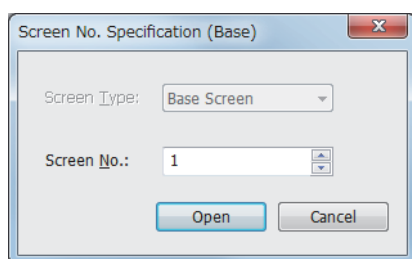 Screen No. Specification (Base)
Screen Type: Base Screen
Screen No.: 1
Open Cancel